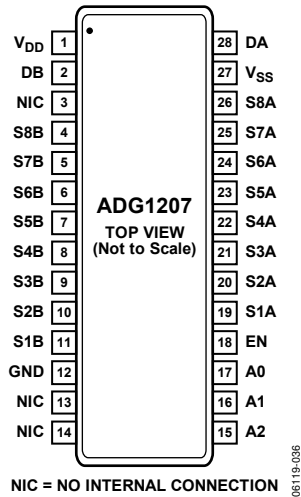 VDD 1 28 DA
DB 2 27 VSS
NIC 3 26 S8A
S8B 4 25 S7A
S7B 5 24 S6A
S6B 6 23 S5A
S5B 7 22 S4A
S4B 8 21 S3A
S3B 9 20 S2A
S2B 10 19 S1A
S1B 11 18 EN
GND 12 17 A0
NIC 13 16 A1
NIC 14 15 A2
ADG1207
TOP VIEW
(Not to Scale)
NIC = NO INTERNAL CONNECTION
06119-036